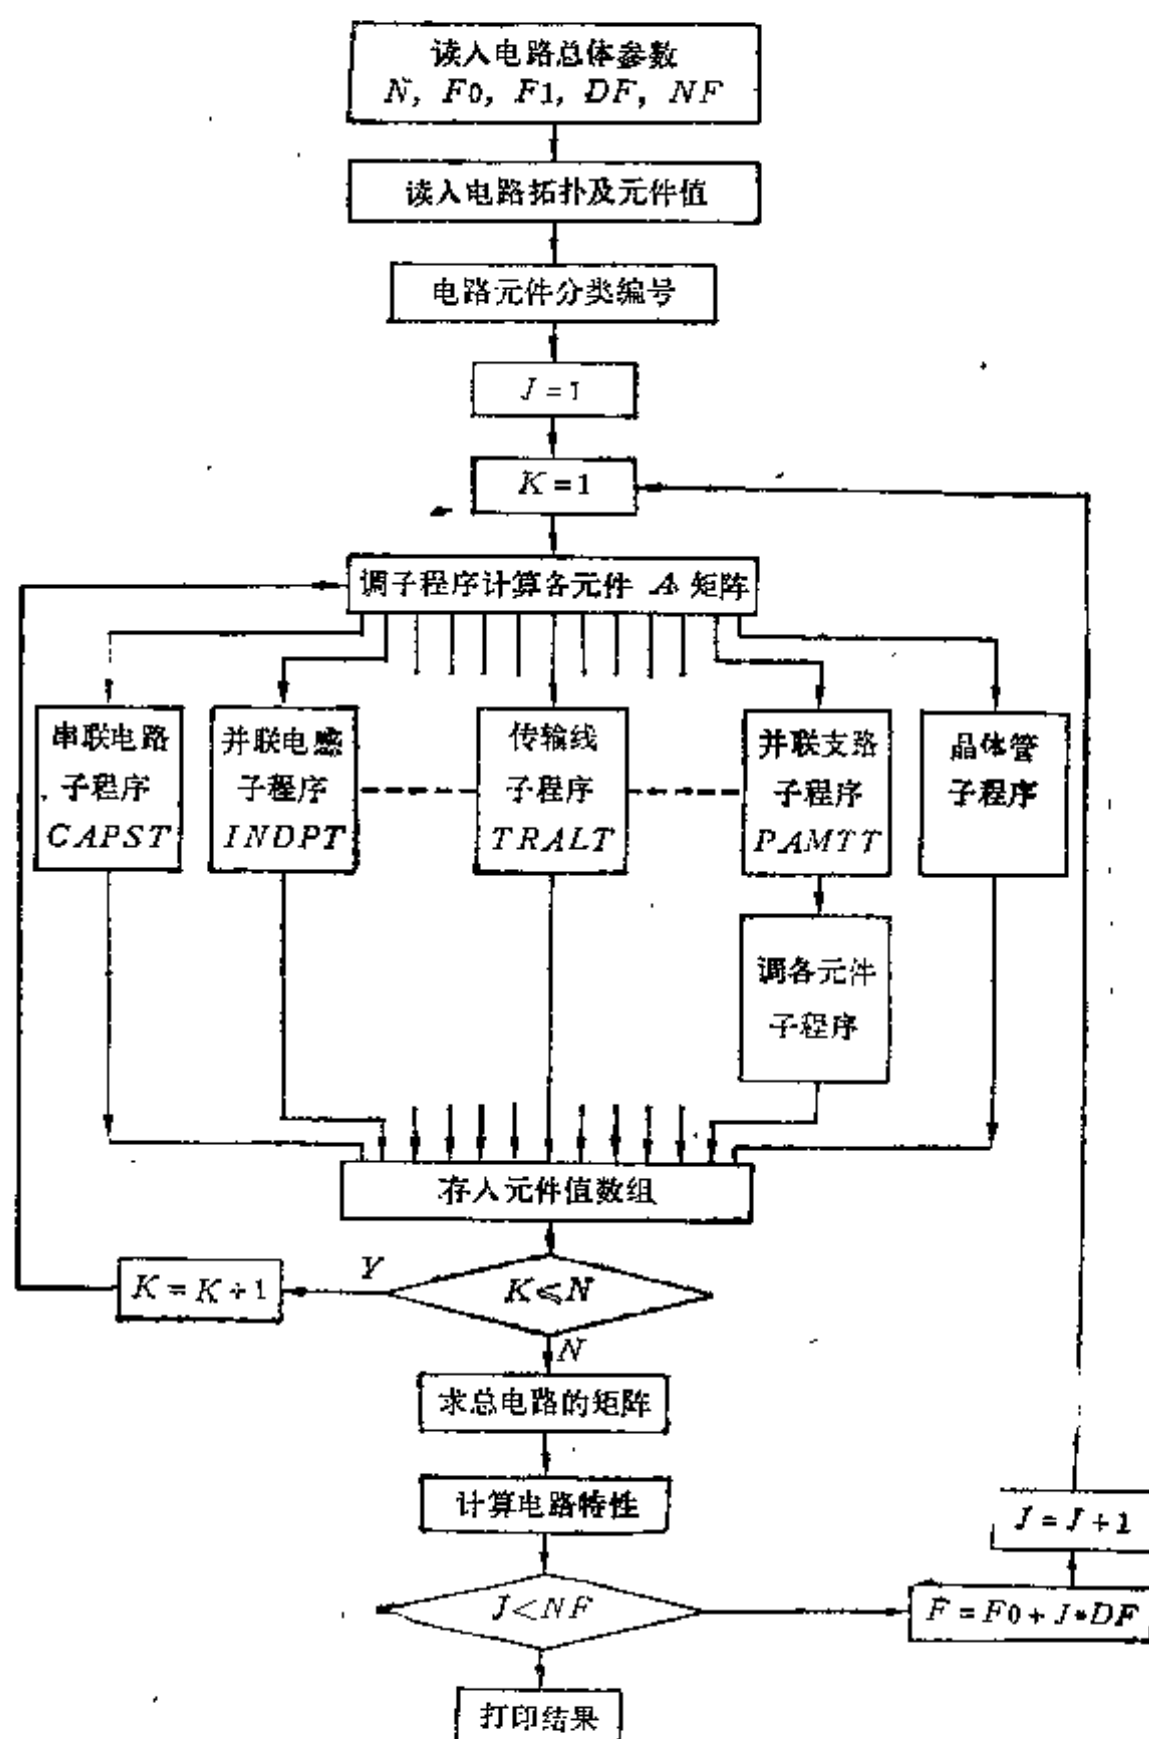 读入电路总体参数
N, F0, F1, DF, NF
读入电路拓扑及元件值
电路元件分类编号
J=1
K=1
调子程序计算各元件 A 矩阵
串联电路
子程序
CAPST
并联电感
子程序
INDPT
传输线
子程序
TRALT
并联支路
子程序
PAMTT
晶体管
子程序
调各元件
子程序
存入元件值数组
K≤N
Y
K=K+1
N
求总电路的矩阵
计算电路特性
J<NF
F=F0+J*DF
J=J+1
打印结果